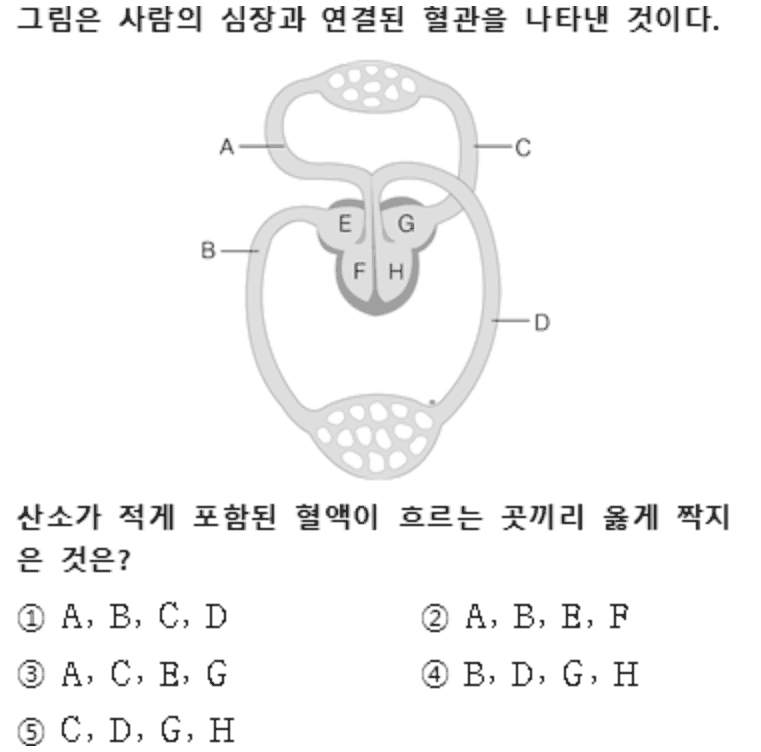 그림은 사람의 심장과 연결된 혈관을 나타낸 것이다.
A
C
E
G
B
F
H
D
산소가 적게 포함된 혈액이 흐르는 곳끼리 옳게 짝지
은 것은?
① A, B, C, D
② A, B, E, F
③ A, C, E, G
④ B, D, G, H
⑤ C, D, G, H